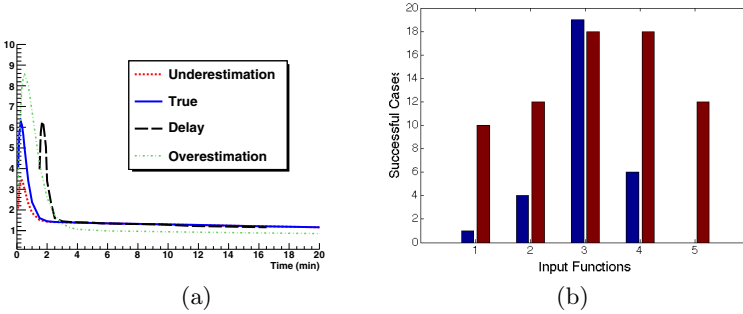 10
9
8
7
6
5
4
3
2
1
0 2 4 6 8 10 12 14 16 18 20
Time (min)
Underestimation
True
Delay
Overestimation
(a)
20
18
16
14
12
10
8
6
4
2
0
1 2 3 4 5
Successful Cases
Input Functions
(b)